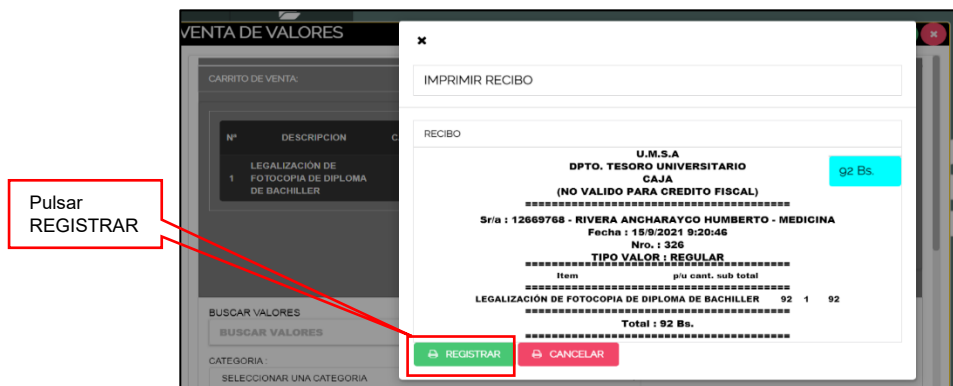 VENTA DE VALORES
CARRITO DE VENTA:
Nº DESCRIPCION
1 LEGALIZACIÓN DE
FOTOCOPIA DE DIPLOMA
DE BACHILLER
BUSCAR VALORES
BUSCAR VALORES
CATEGORIA :
SELECCIONAR UNA CATEGORIA
Pulsar
REGISTRAR
IMPRIMIR RECIBO
RECIBO
92 Bs.
U.M.S.A
DPTO. TESORO UNIVERSITARIO
CAJA
(NO VALIDO PARA CREDITO FISCAL)
==========================================
Sr/a : 12669768 - RIVERA ANCHARAYCO HUMBERTO - MEDICINA
Fecha : 15/9/2021 9:20:46
Nro. : 326
TIPO VALOR : REGULAR
==========================================
Item p/u cant. sub total
==========================================
LEGALIZACIÓN DE FOTOCOPIA DE DIPLOMA DE BACHILLER 92 1 92
==========================================
Total : 92 Bs.
==========================================
REGISTRAR
CANCELAR